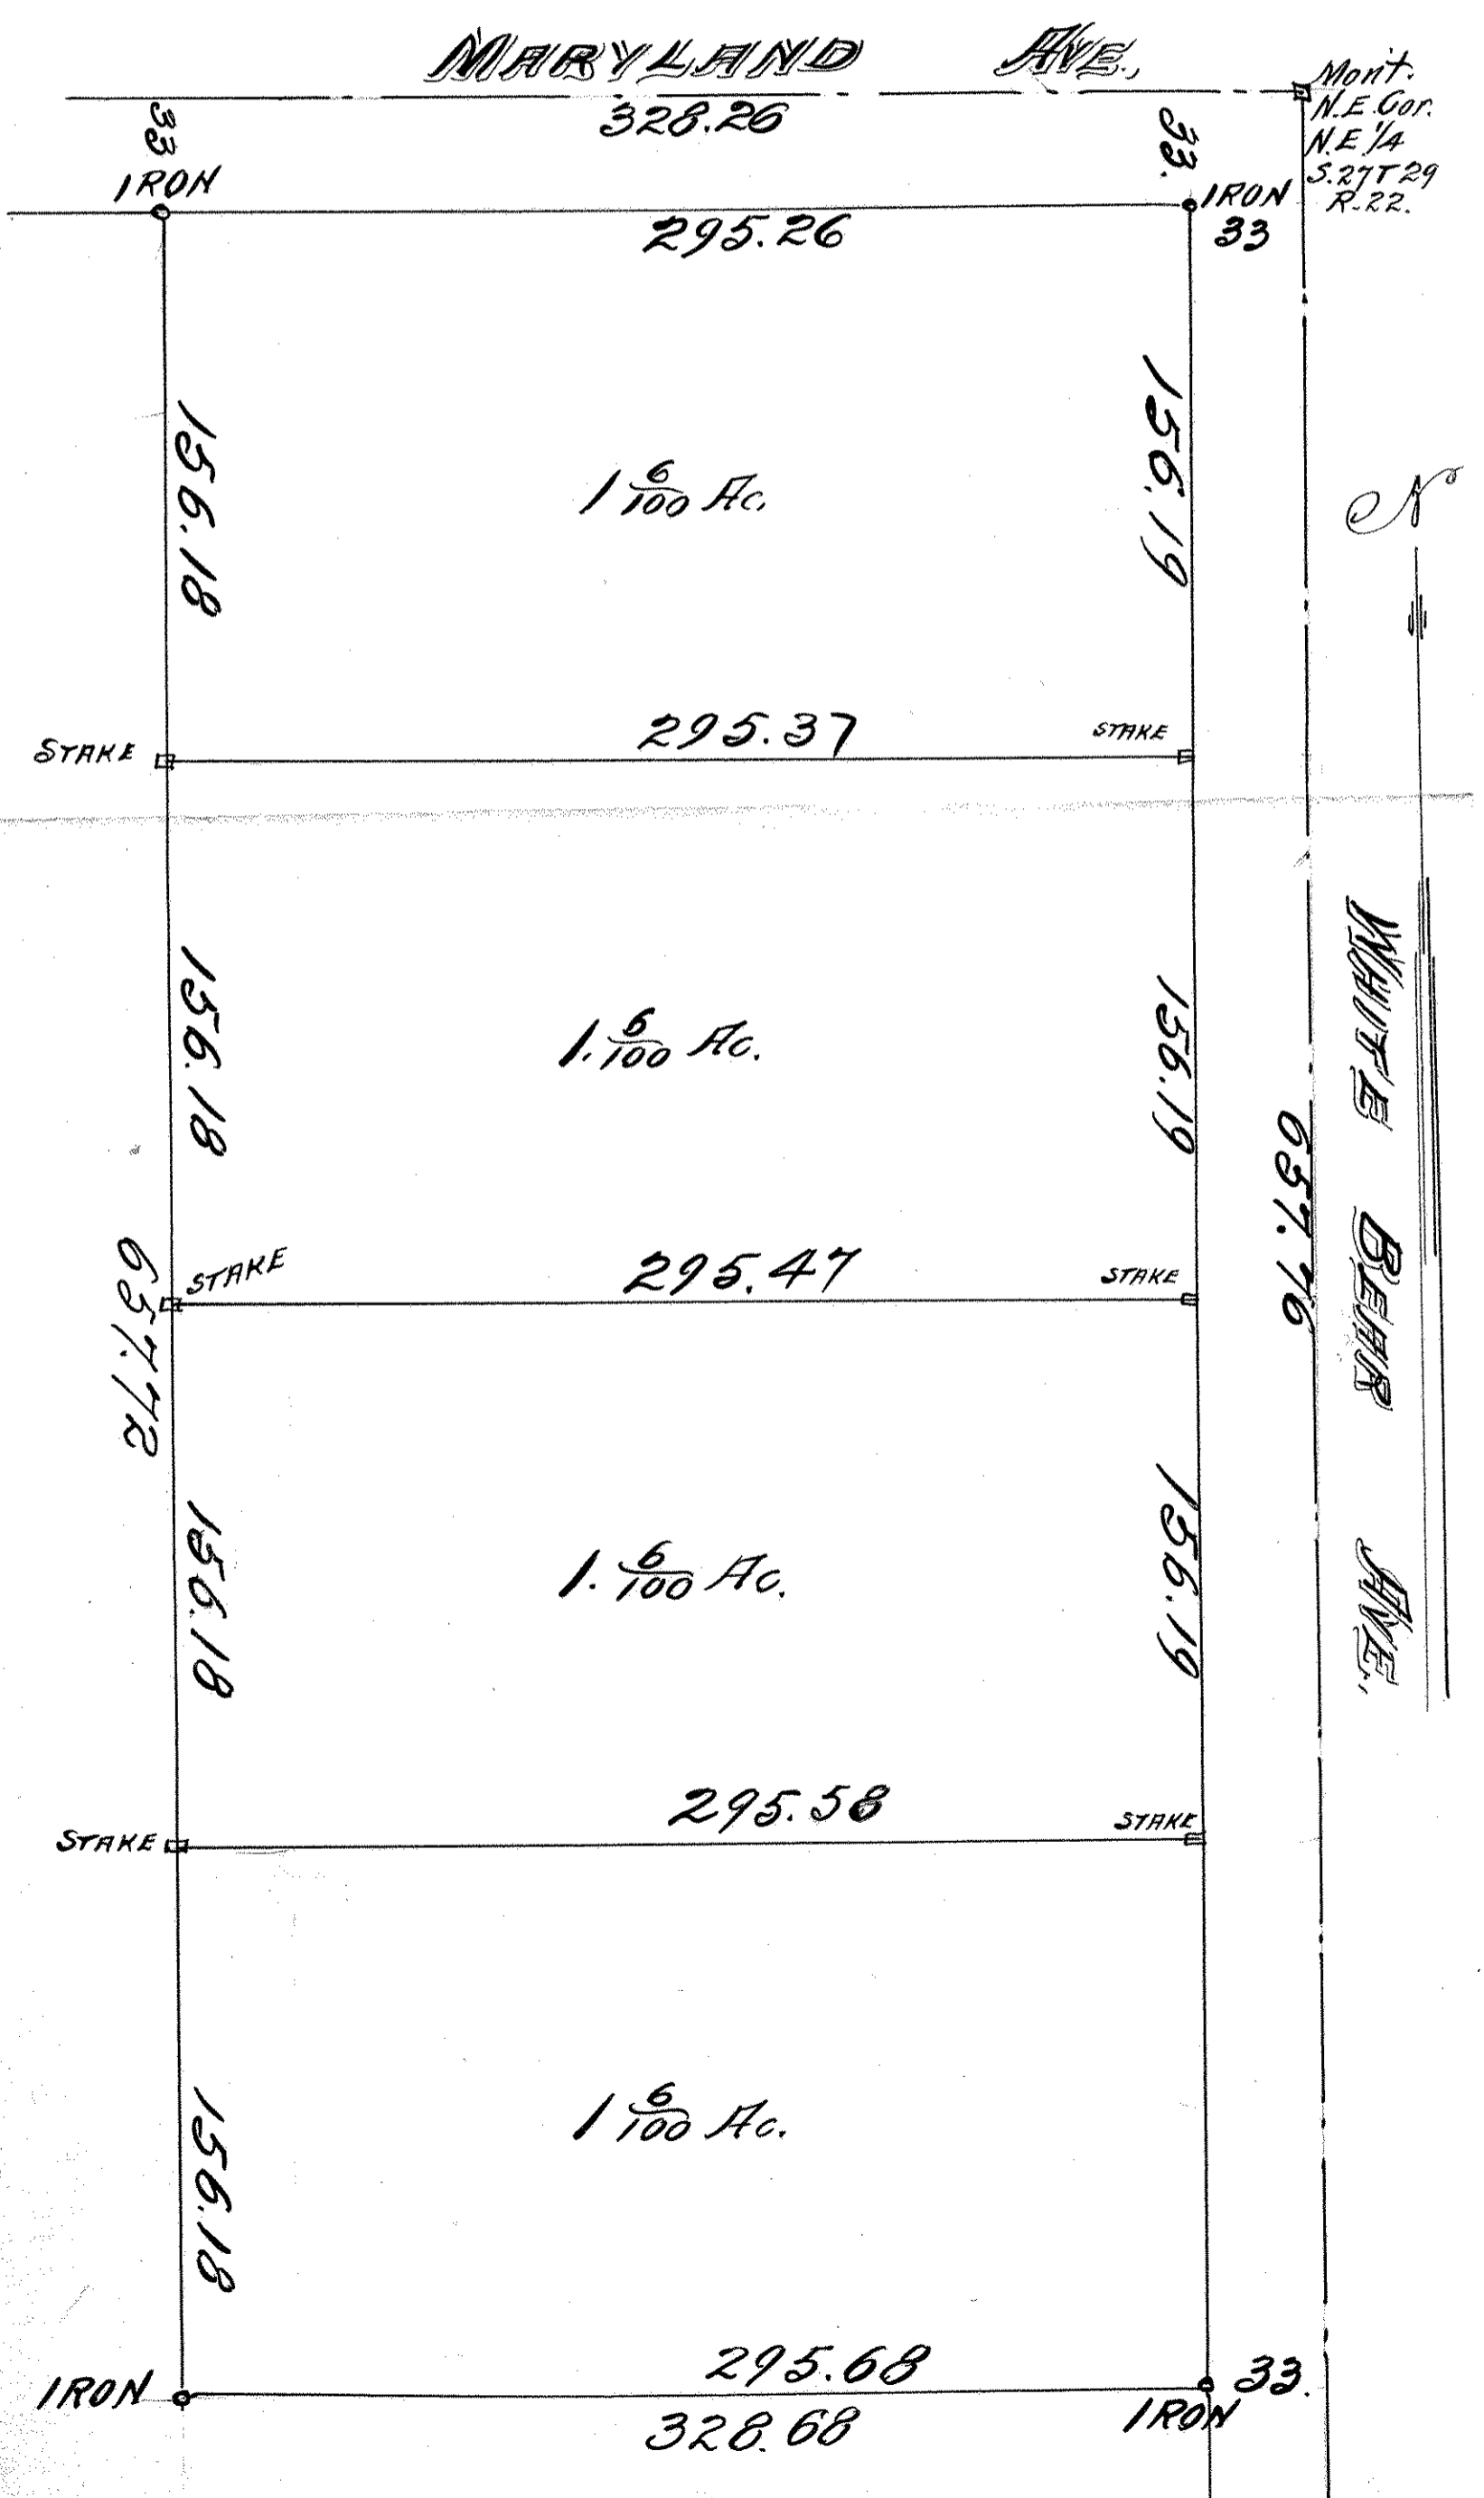 MARYLAND AVE.,
328.26
Mon't.
N.E. Cor.
N.E. 1/4
S. 27 T 29
R. 22.
33
33.
IRON
IRON
295.26
33
156.18
156.19
1 6/100 Ac.
N
295.37
STAKE
STAKE
156.18
156.19
1. 6/100 Ac.
WHITE BEAR AVE.
657.76
STAKE
295.47
STAKE
657.72
156.18
156.19
1. 6/100 Ac.
295.58
STAKE
STAKE
1 6/100 Ac.
156.18
295.68
33.
IRON
IRON
328.68